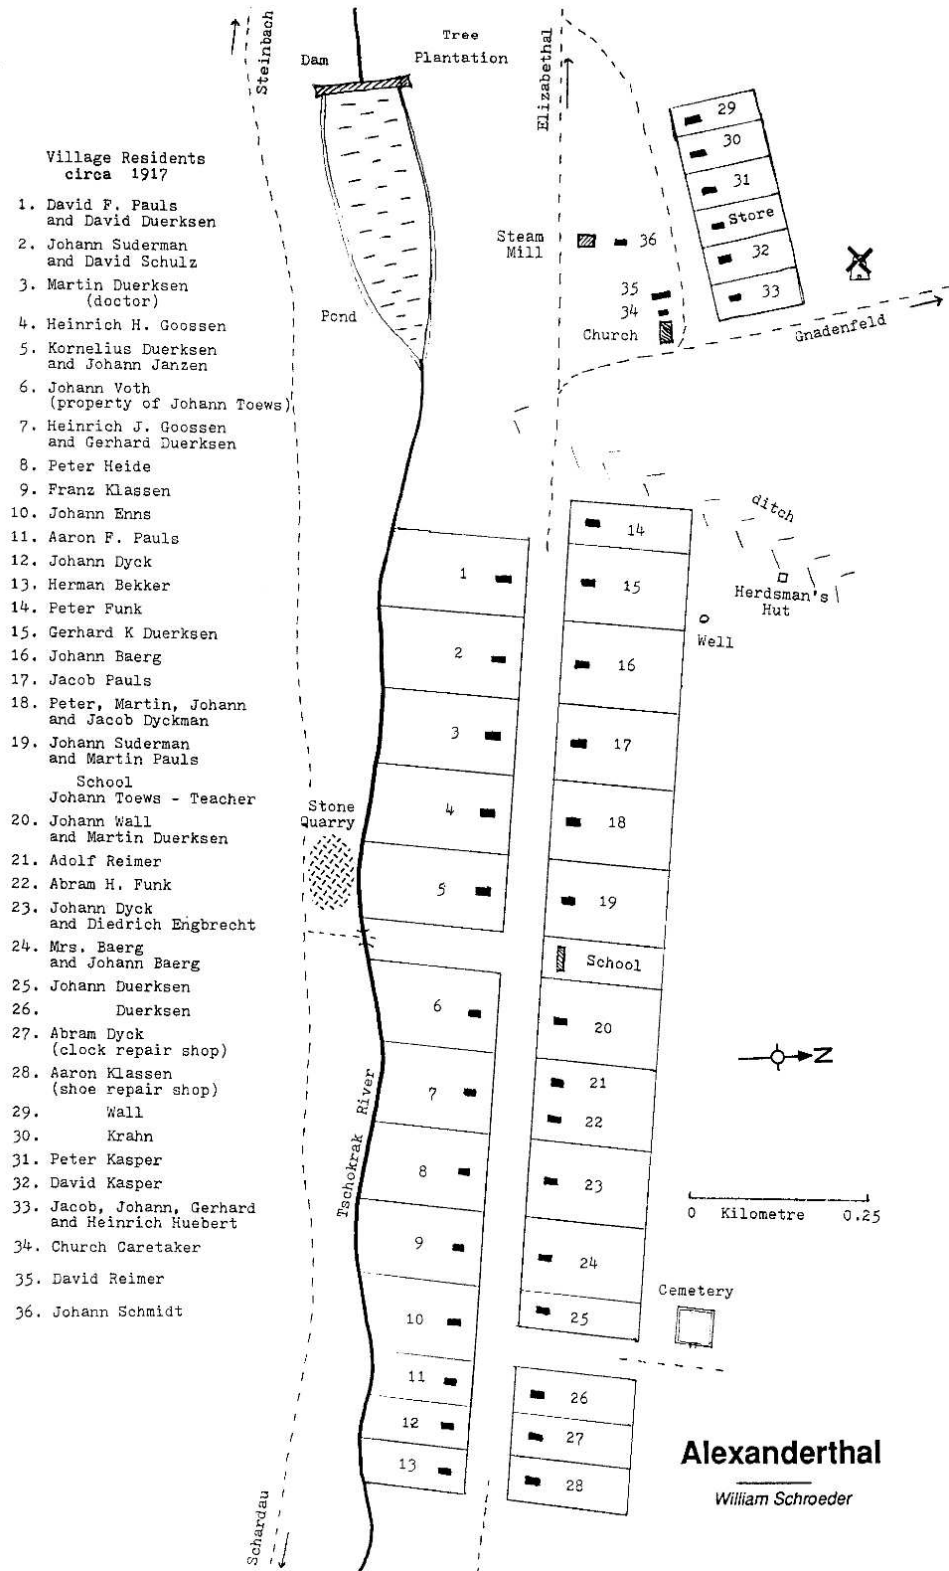 Steinbach
Dam
Tree
Plantation
Elizabethal
Village Residents
circa 1917
1. David F. Pauls
and David Duerksen
2. Johann Suderman
and David Schulz
3. Martin Duerksen
(doctor)
4. Heinrich H. Goossen
5. Kornelius Duerksen
and Johann Janzen
6. Johann Voth
(property of Johann Toews)
7. Heinrich J. Goossen
and Gerhard Duerksen
8. Peter Heide
9. Franz Klassen
10. Johann Enns
11. Aaron F. Pauls
12. Johann Dyck
13. Herman Bekker
14. Peter Funk
15. Gerhard K Duerksen
16. Johann Baerg
17. Jacob Pauls
18. Peter, Martin, Johann
and Jacob Dyckman
19. Johann Suderman
and Martin Pauls
School
Johann Toews - Teacher
20. Johann Wall
and Martin Duerksen
21. Adolf Reimer
22. Abram H. Funk
23. Johann Dyck
and Diedrich Engbrecht
24. Mrs. Baerg
and Johann Baerg
25. Johann Duerksen
26. Duerksen
27. Abram Dyck
(clock repair shop)
28. Aaron Klassen
(shoe repair shop)
29. Wall
30. Krahn
31. Peter Kasper
32. David Kasper
33. Jacob, Johann, Gerhard
and Heinrich Huebert
34. Church Caretaker
35. David Reimer
36. Johann Schmidt
29
30
31
Store
32
33
Steam
Mill
36
35
34
Church
Pond
Gnadenfeld
ditch
Herdsman's
Hut
Well
14
15
16
17
18
19
School
20
21
22
23
24
25
26
27
28
1
2
3
4
5
Stone
Quarry
6
7
8
9
10
11
12
13
Tschokrak River
N
0 Kilometre 0.25
Cemetery
Schardau
Alexanderthal
William Schroeder